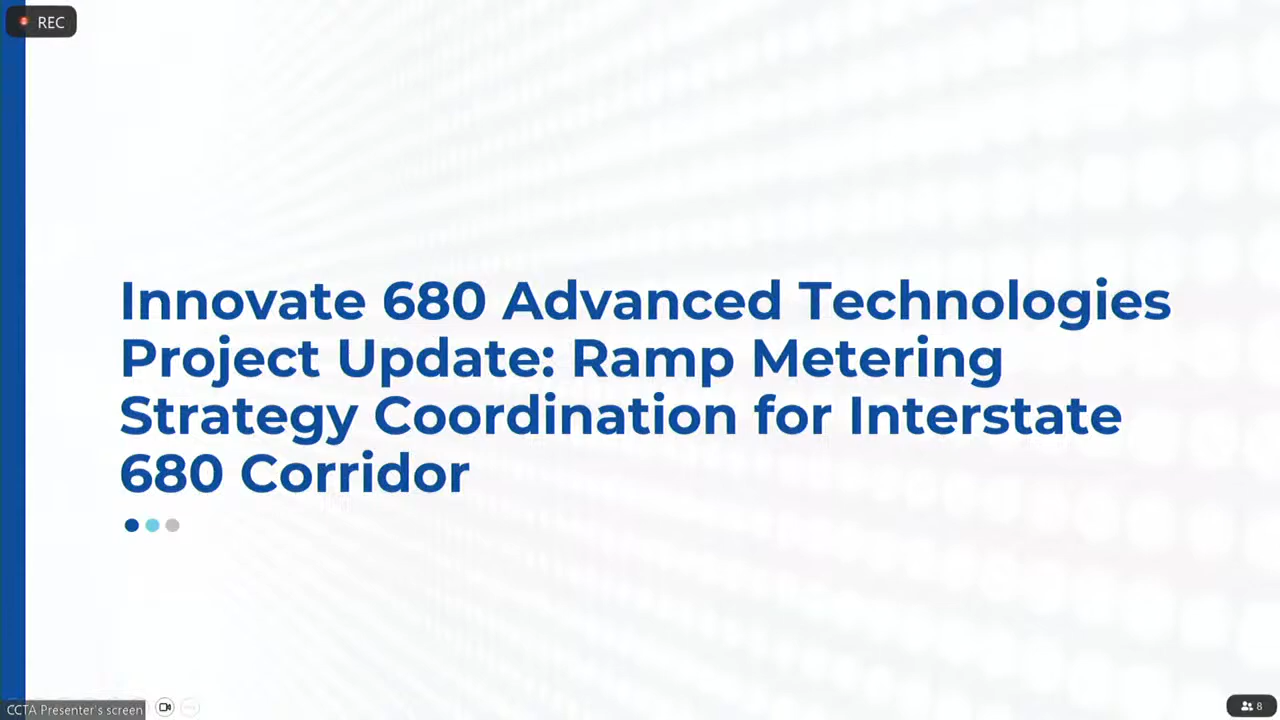 REC
Innovate 680 Advanced Technologies
Project Update: Ramp Metering
Strategy Coordination for Interstate
680 Corridor
CCTA Presenter's screen
8